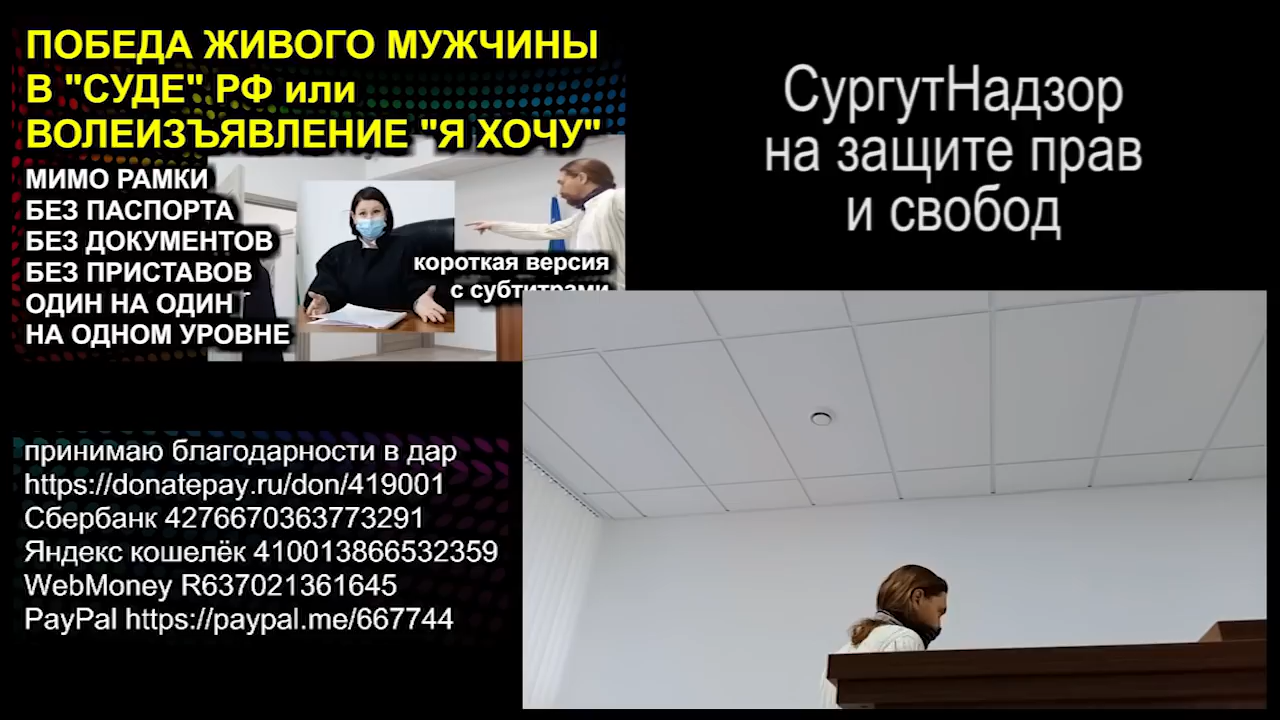 ПОБЕДА ЖИВОГО МУЖЧИНЫ
В "СУДЕ" РФ или
ВОЛЕИЗЪЯВЛЕНИЕ "Я ХОЧУ"
МИМО РАМКИ
БЕЗ ПАСПОРТА
БЕЗ ДОКУМЕНТОВ
БЕЗ ПРИСТАВОВ
ОДИН НА ОДИН
НА ОДНОМ УРОВНЕ
короткая версия
с субтитрами
СургутНадзор
на защите прав
и свобод
принимаю благодарности в дар
https://donatepay.ru/don/419001
Сбербанк 4276670363773291
Яндекс кошелёк 410013866532359
WebMoney R637021361645
PayPal https://paypal.me/667744